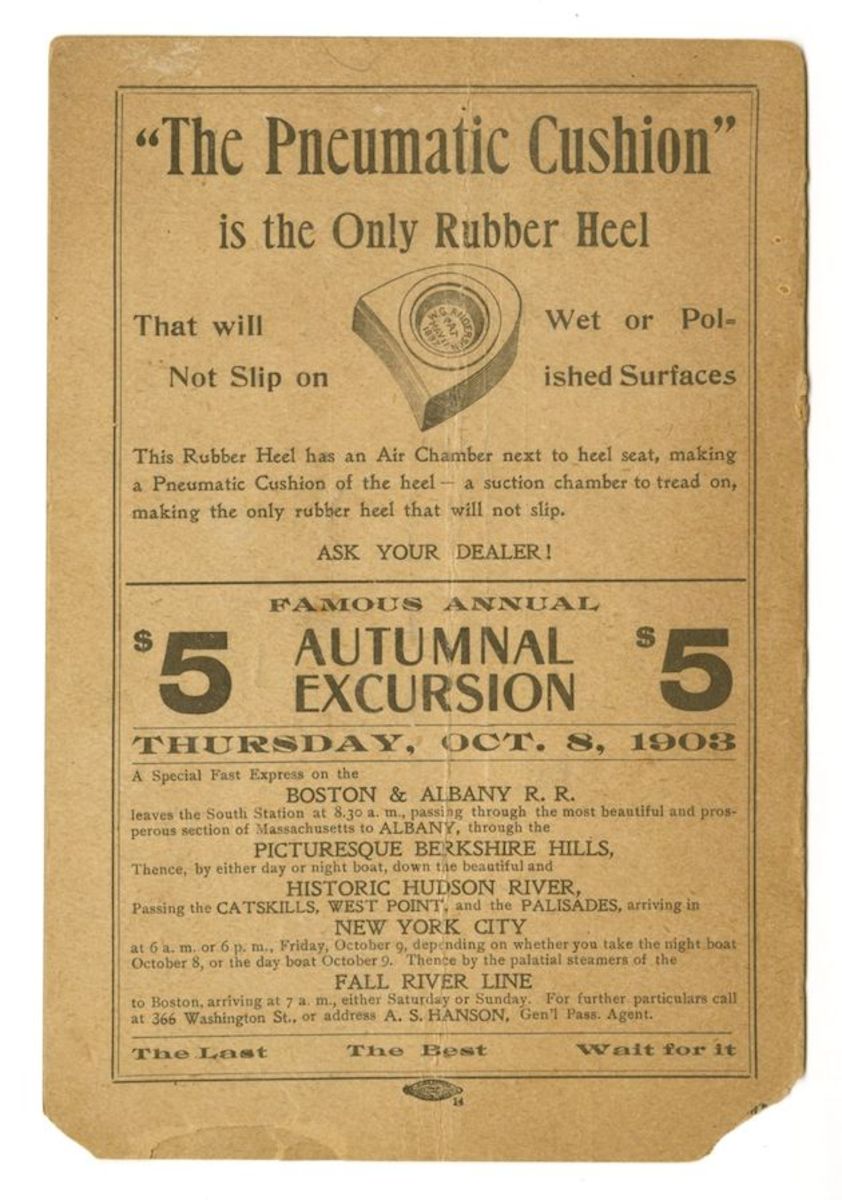 “The Pneumatic Cushion”
is the Only Rubber Heel
That will
Not Slip on
W.G. ANDERSON
PAT
1897
Wet or Pol-
ished Surfaces
This Rubber Heel has an Air Chamber next to heel seat, making
a Pneumatic Cushion of the heel — a suction chamber to tread on,
making the only rubber heel that will not slip.
ASK YOUR DEALER!
FAMOUS ANNUAL
$5 AUTUMNAL $5
EXCURSION
THURSDAY, OCT. 8, 1903
A Special Fast Express on the
BOSTON & ALBANY R. R.
leaves the South Station at 8.30 a. m., passing through the most beautiful and pros-
perous section of Massachusetts to ALBANY, through the
PICTURESQUE BERKSHIRE HILLS,
Thence, by either day or night boat, down the beautiful and
HISTORIC HUDSON RIVER,
Passing the CATSKILLS, WEST POINT, and the PALISADES, arriving in
NEW YORK CITY
at 6 a. m. or 6 p. m., Friday, October 9, depending on whether you take the night boat
October 8, or the day boat October 9. Thence by the palatial steamers of the
FALL RIVER LINE
to Boston, arriving at 7 a. m., either Saturday or Sunday. For further particulars call
at 366 Washington St., or address A. S. HANSON, Gen'l Pass. Agent.
The Last The Best Wait for it
14